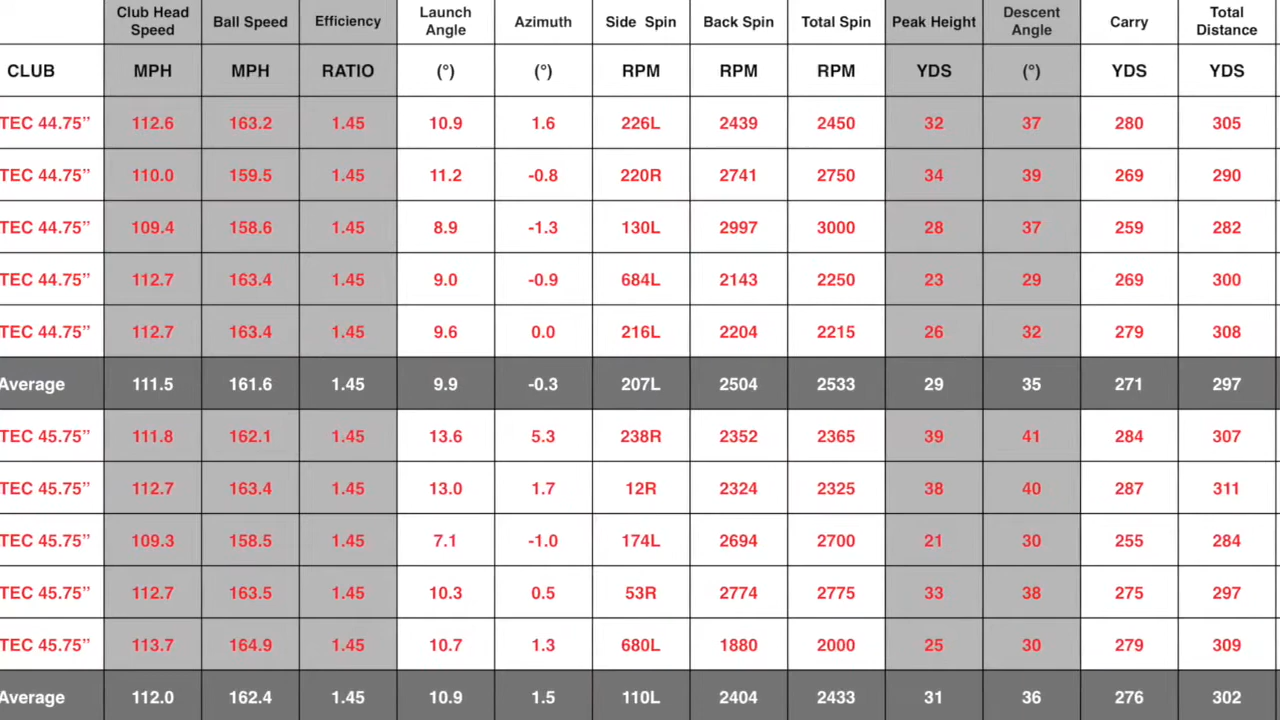 Club Head Speed Ball Speed Efficiency Launch Angle Azimuth Side Spin Back Spin Total Spin Peak Height Descent Angle Carry Total Distance
CLUB MPH MPH RATIO (°) (°) RPM RPM RPM YDS (°) YDS YDS
TEC 44.75” 112.6 163.2 1.45 10.9 1.6 226L 2439 2450 32 37 280 305
TEC 44.75” 110.0 159.5 1.45 11.2 -0.8 220R 2741 2750 34 39 269 290
TEC 44.75” 109.4 158.6 1.45 8.9 -1.3 130L 2997 3000 28 37 259 282
TEC 44.75” 112.7 163.4 1.45 9.0 -0.9 684L 2143 2250 23 29 269 300
TEC 44.75” 112.7 163.4 1.45 9.6 0.0 216L 2204 2215 26 32 279 308
Average 111.5 161.6 1.45 9.9 -0.3 207L 2504 2533 29 35 271 297
TEC 45.75” 111.8 162.1 1.45 13.6 5.3 238R 2352 2365 39 41 284 307
TEC 45.75” 112.7 163.4 1.45 13.0 1.7 12R 2324 2325 38 40 287 311
TEC 45.75” 109.3 158.5 1.45 7.1 -1.0 174L 2694 2700 21 30 255 284
TEC 45.75” 112.7 163.5 1.45 10.3 0.5 53R 2774 2775 33 38 275 297
TEC 45.75” 113.7 164.9 1.45 10.7 1.3 680L 1880 2000 25 30 279 309
Average 112.0 162.4 1.45 10.9 1.5 110L 2404 2433 31 36 276 302